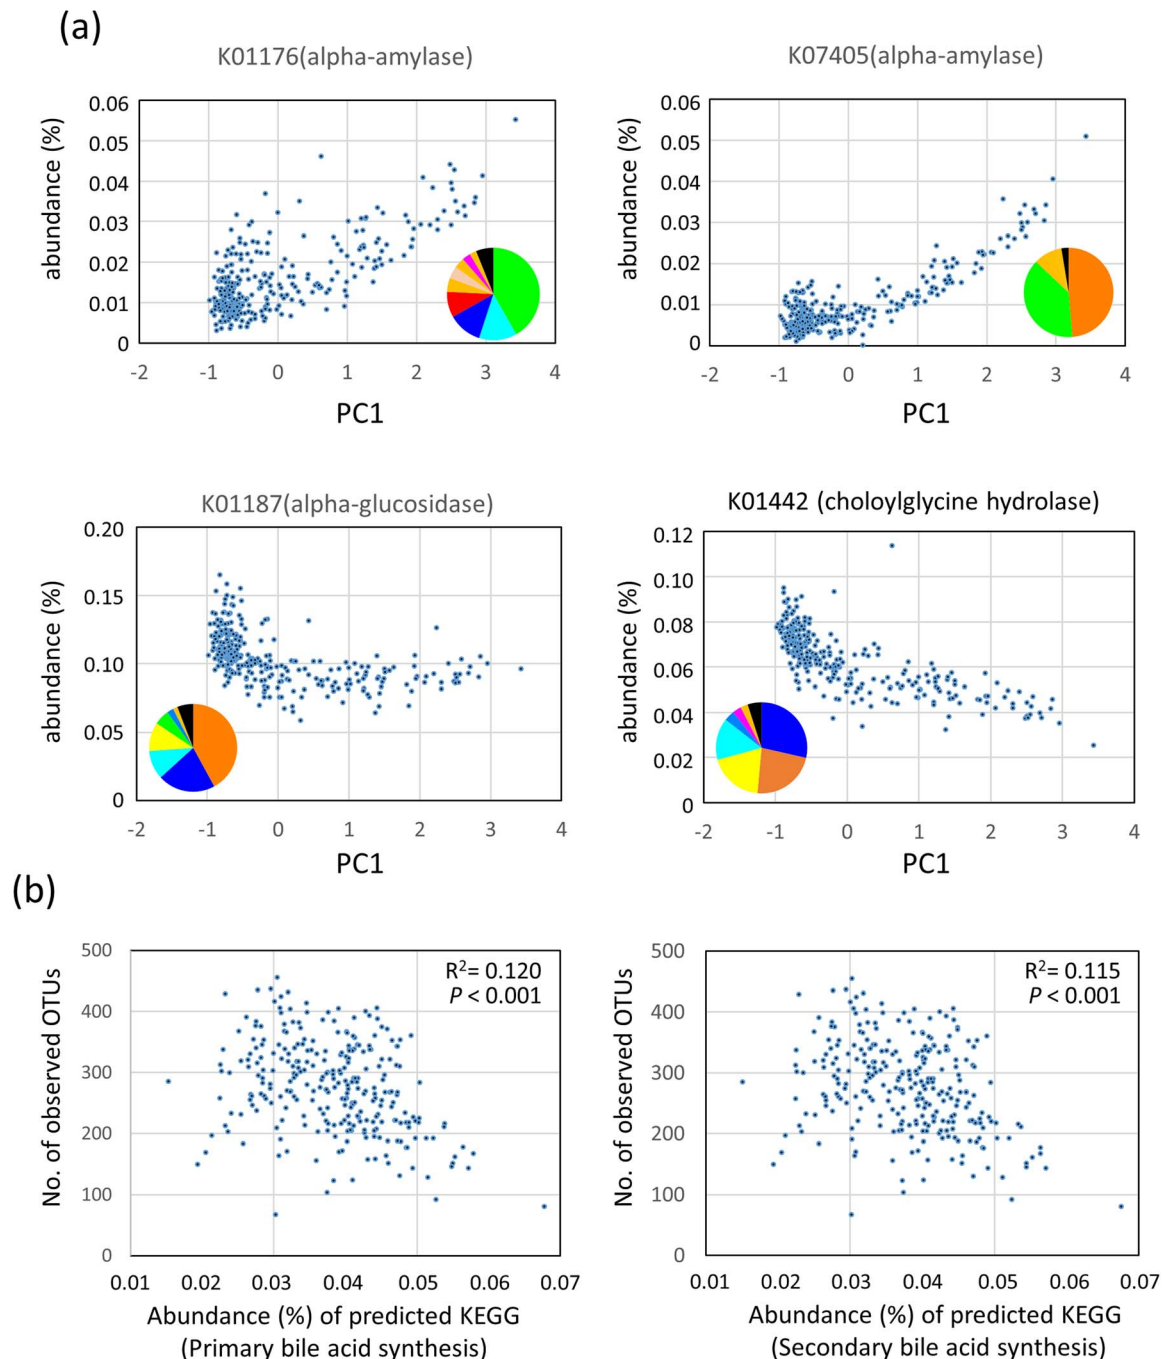 (a)
K01176(alpha-amylase)
K07405(alpha-amylase)
abundance (%)
0.06
0.05
0.04
0.03
0.02
0.01
0
-2 -1 0 1 2 3 4
PC1
abundance (%)
0.06
0.05
0.04
0.03
0.02
0.01
0
-2 -1 0 1 2 3 4
PC1
K01187(alpha-glucosidase)
K01442 (choloylglycine hydrolase)
abundance (%)
0.20
0.15
0.10
0.05
0
-2 -1 0 1 2 3 4
PC1
abundance (%)
0.12
0.10
0.08
0.06
0.04
0.02
0
-2 -1 0 1 2 3 4
PC1
(b)
No. of observed OTUs
500
400
300
200
100
0
R²= 0.120
P < 0.001
0.01 0.02 0.03 0.04 0.05 0.06 0.07
Abundance (%) of predicted KEGG
(Primary bile acid synthesis)
No. of observed OTUs
500
400
300
200
100
0
R²= 0.115
P < 0.001
0.01 0.02 0.03 0.04 0.05 0.06 0.07
Abundance (%) of predicted KEGG
(Secondary bile acid synthesis)